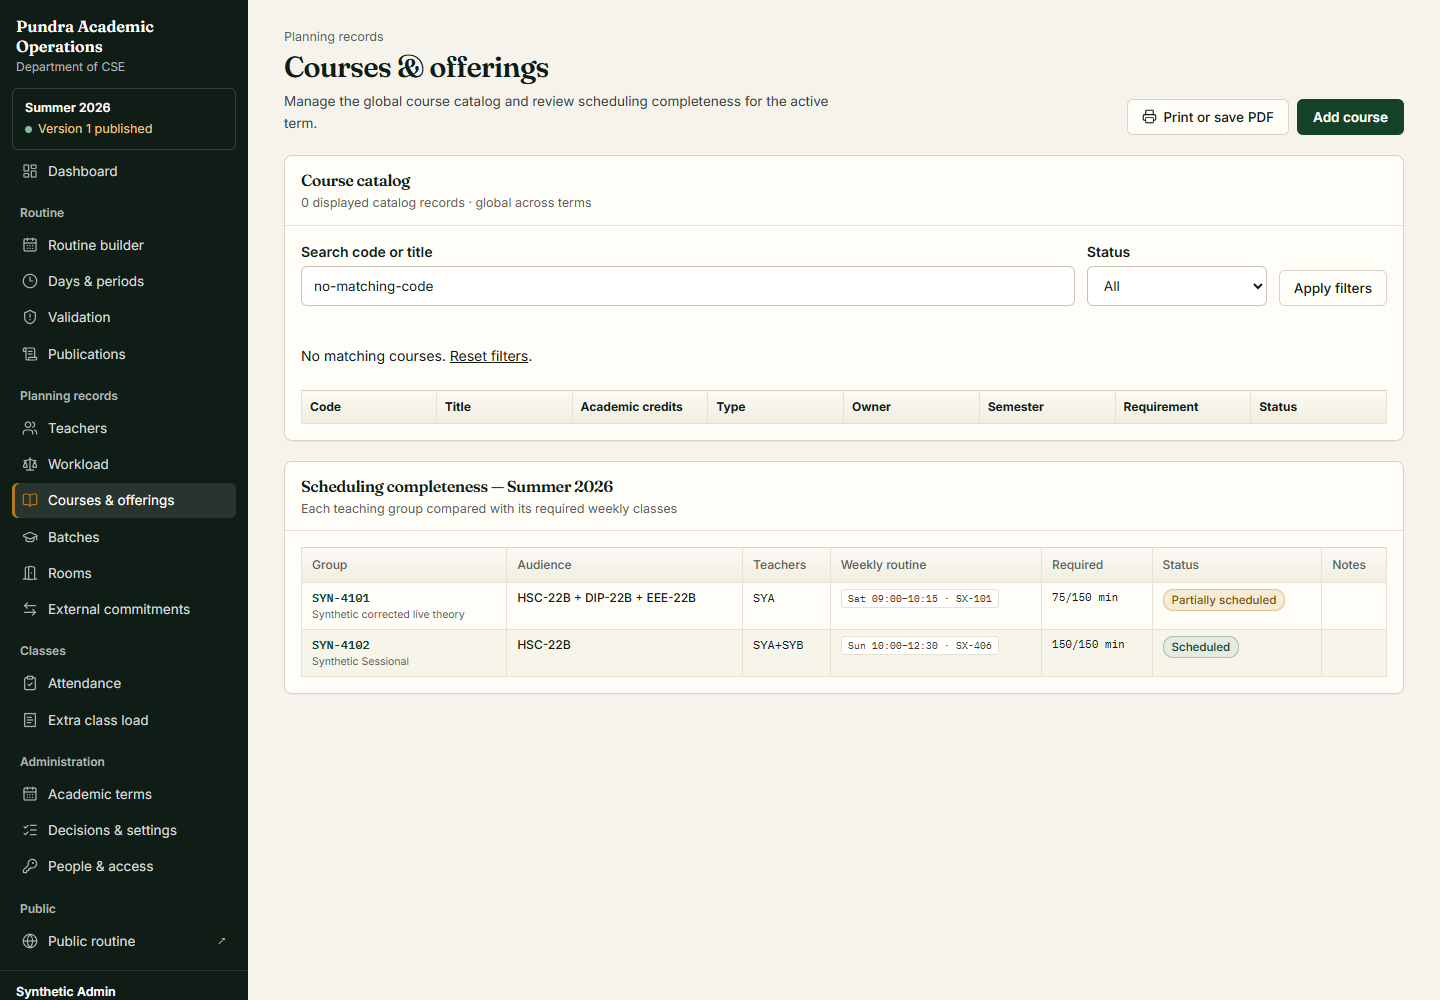 Pundra Academic
Operations
Department of CSE
Summer 2026
Version 1 published
Dashboard
Routine
Routine builder
Days & periods
Validation
Publications
Planning records
Teachers
Workload
Courses & offerings
Batches
Rooms
External commitments
Classes
Attendance
Extra class load
Administration
Academic terms
Decisions & settings
People & access
Public
Public routine ↗
Synthetic Admin
Planning records
Courses & offerings
Manage the global course catalog and review scheduling completeness for the active
term.
Print or save PDF
Add course
Course catalog
0 displayed catalog records · global across terms
Search code or title
Status
no-matching-code
All
Apply filters
No matching courses. Reset filters.
Code Title Academic credits Type Owner Semester Requirement Status
Scheduling completeness — Summer 2026
Each teaching group compared with its required weekly classes
Group Audience Teachers Weekly routine Required Status Notes
SYN-4101 HSC-22B + DIP-22B + EEE-22B SYA Sat 09:00–10:15 · SX-101 75/150 min Partially scheduled
Synthetic corrected live theory
SYN-4102 HSC-22B SYA+SYB Sun 10:00–12:30 · SX-406 150/150 min Scheduled
Synthetic Sessional